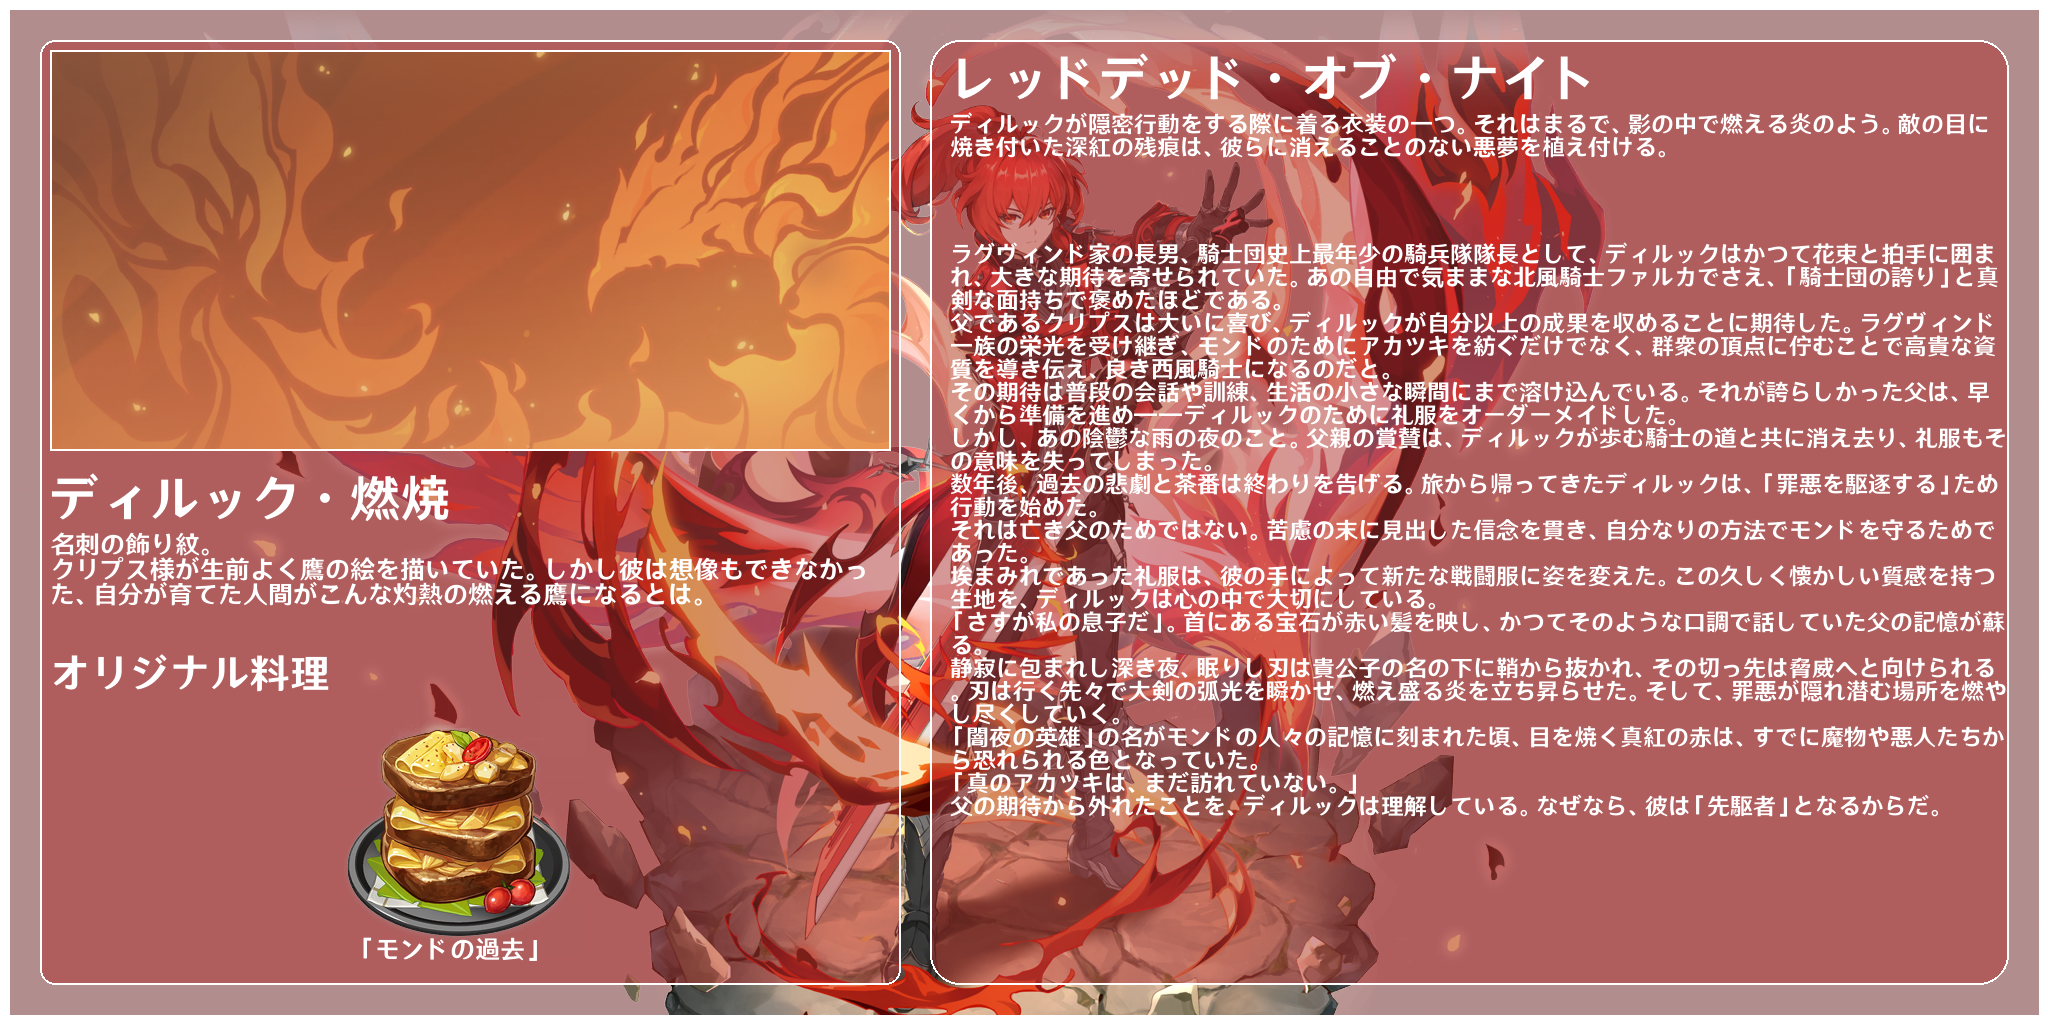 ディルック・燃焼
名刺の飾り紋。
クリプス様が生前よく鷹の絵を描いていた。しかし彼は想像もできなかっ
た、自分が育てた人間がこんな灼熱の燃える鷹になるとは。
オリジナル料理
「モンドの過去」
レッドデッド・オブ・ナイト
ディルックが隠密行動をする際に着る衣装の一つ。それはまるで、影の中で燃える炎のよう。敵の目に
焼き付いた深紅の残痕は、彼らに消えることのない悪夢を植え付ける。
ラグヴィンド家の長男、騎士団史上最年少の騎兵隊隊長として、ディルックはかつて花束と拍手に囲ま
れ、大きな期待を寄せられていた。あの自由で気ままな北風騎士ファルカでさえ、「騎士団の誇り」と真
剣な面持ちで褒めたほどである。
父であるクリプスは大いに喜び、ディルックが自分以上の成果を収めることに期待した。ラグヴィンド
一族の栄光を受け継ぎ、モンドのためにアカツキを紡ぐだけでなく、群衆の頂点に佇むことで高貴な資
質を導き伝え、良き西風騎士になるのだと。
その期待は普段の会話や訓練、生活の小さな瞬間にまで溶け込んでいる。それが誇らしかった父は、早
くから準備を進め——ディルックのために礼服をオーダーメイドした。
しかし、あの陰鬱な雨の夜のこと。父親の賞賛は、ディルックが歩む騎士の道と共に消え去り、礼服もそ
の意味を失ってしまった。
数年後、過去の悲劇と茶番は終わりを告げる。旅から帰ってきたディルックは、「罪悪を駆逐する」ため
行動を始めた。
それは亡き父のためではない。苦慮の末に見出した信念を貫き、自分なりの方法でモンドを守るためで
あった。
埃まみれであった礼服は、彼の手によって新たな戦闘服に姿を変えた。この久しく懐かしい質感を持つ
生地を、ディルックは心の中で大切にしている。
「さすが私の息子だ」。首にある宝石が赤い髪を映し、かつてそのような口調で話していた父の記憶が蘇
る。
静寂に包まれし深き夜、眠りし刃は貴公子の名の下に鞘から抜かれ、その切っ先は脅威へと向けられる
。刃は行く先々で大剣の弧光を瞬かせ、燃え盛る炎を立ち昇らせた。そして、罪悪が隠れ潜む場所を燃や
し尽くしていく。
「闇夜の英雄」の名がモンドの人々の記憶に刻まれた頃、目を焼く真紅の赤は、すでに魔物や悪人たちか
ら恐れられる色となっていた。
「真のアカツキは、まだ訪れていない。」
父の期待から外れたことを、ディルックは理解している。なぜなら、彼は「先駆者」となるからだ。